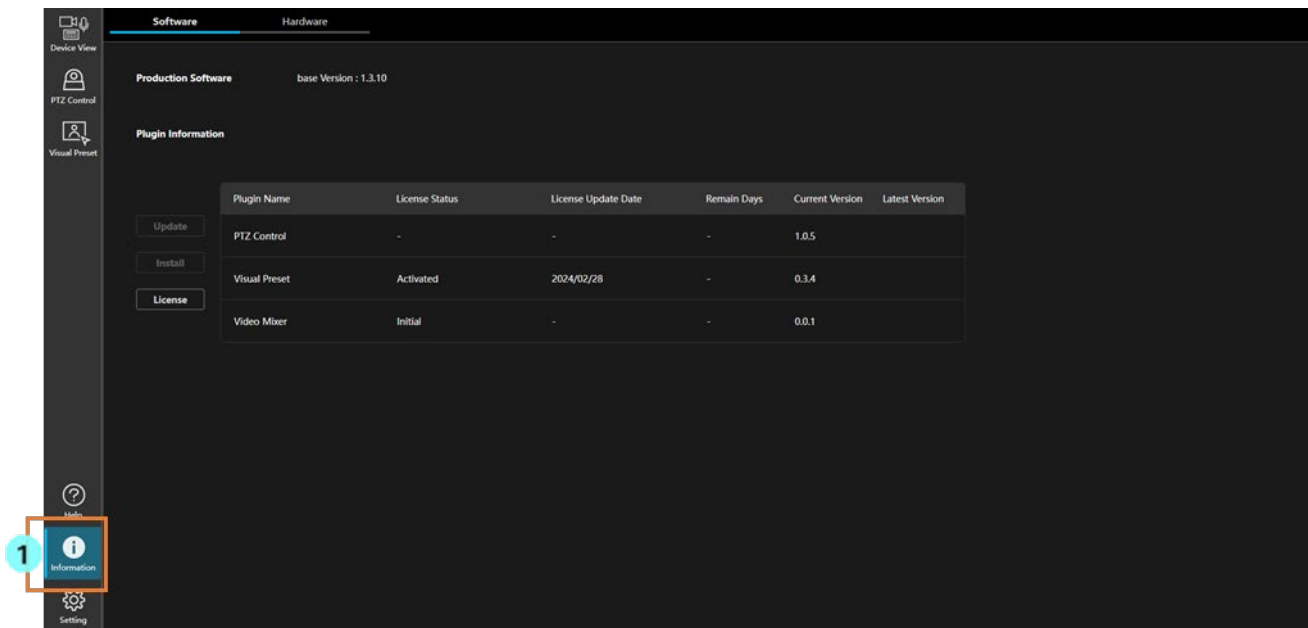 Device View
PTZ Control
Visual Preset
Software Hardware
Production Software base Version : 1.3.10
Plugin Information
Update
Install
License
Plugin Name License Status License Update Date Remain Days Current Version Latest Version
PTZ Control - - - 1.0.5
Visual Preset Activated 2024/02/28 - 0.3.4
Video Mixer Initial - - 0.0.1
Help
1
Information
Setting